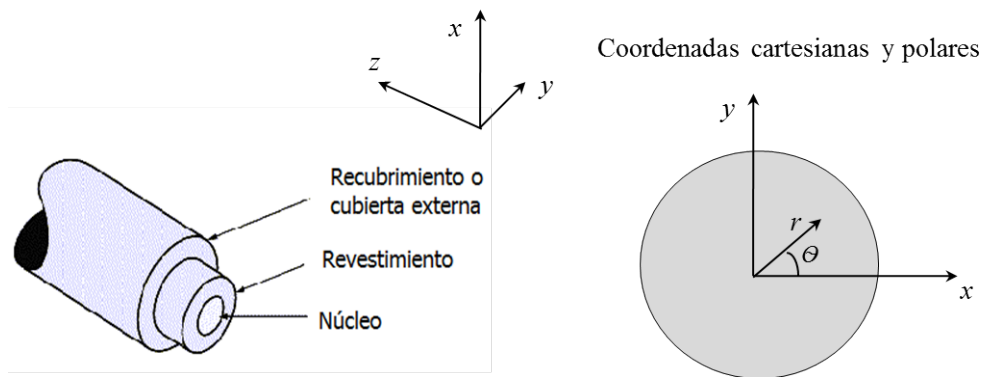 x
z
y
Recubrimiento o
cubierta externa
Revestimiento
Núcleo
Coordenadas cartesianas y polares
y
r
Θ
x